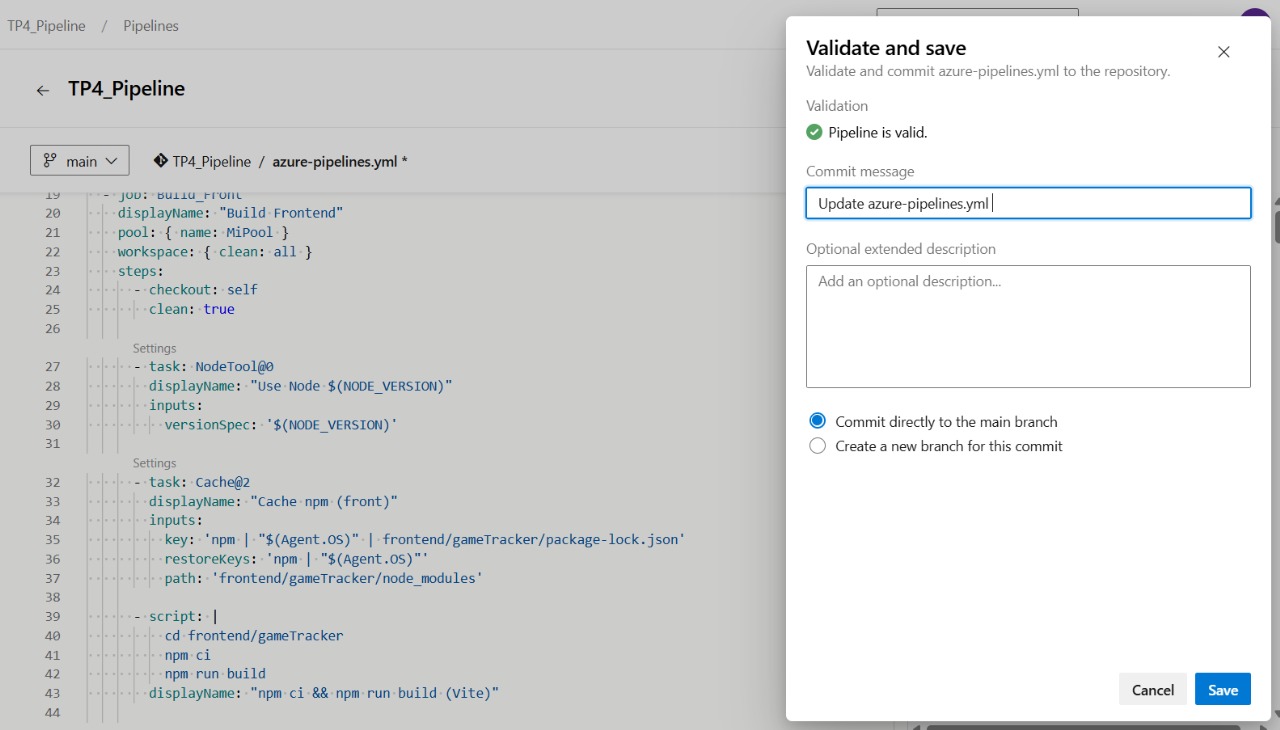 TP4_Pipeline / Pipelines
TP4_Pipeline
main
TP4_Pipeline / azure-pipelines.yml *
19 - job: Build_Front
20 displayName: "Build Frontend"
21 pool: { name: MiPool }
22 workspace: { clean: all }
23 steps:
24 - checkout: self
25 clean: true
26
Settings
27 - task: NodeTool@0
28 displayName: "Use Node $(NODE_VERSION)"
29 inputs:
30 versionSpec: '$(NODE_VERSION)'
31
Settings
32 - task: Cache@2
33 displayName: "Cache npm (front)"
34 inputs:
35 key: 'npm | "$(Agent.OS)" | frontend/gameTracker/package-lock.json'
36 restoreKeys: 'npm | "$(Agent.OS)"'
37 path: 'frontend/gameTracker/node_modules'
38
39 - script: |
40 cd frontend/gameTracker
41 npm ci
42 npm run build
43 displayName: "npm ci && npm run build (Vite)"
44
Validate and save
Validate and commit azure-pipelines.yml to the repository.
Validation
Pipeline is valid.
Commit message
Update azure-pipelines.yml
Optional extended description
Add an optional description...
Commit directly to the main branch
Create a new branch for this commit
Cancel
Save